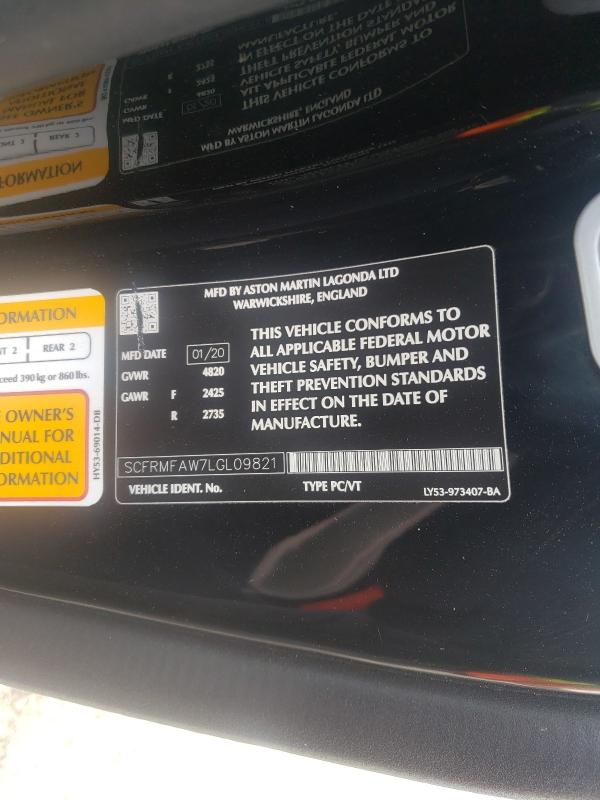 MFD BY ASTON MARTIN LAGONDA LTD
WARWICKSHIRE, ENGLAND
MFD DATE 01/20
GVWR 4820
GAWR F 2425
R 2735
THIS VEHICLE CONFORMS TO
ALL APPLICABLE FEDERAL MOTOR
VEHICLE SAFETY, BUMPER AND
THEFT PREVENTION STANDARDS
IN EFFECT ON THE DATE OF
MANUFACTURE.
SCFRMFAW7LGL09821
VEHICLE IDENT. No. TYPE PC/VT LY53-973407-BA
ORMATION
NT 2 REAR 2
ceed 390 kg or 860 lbs.
OWNER'S
NUAL FOR
DITIONAL
ORMATION
HY53-69014-DB